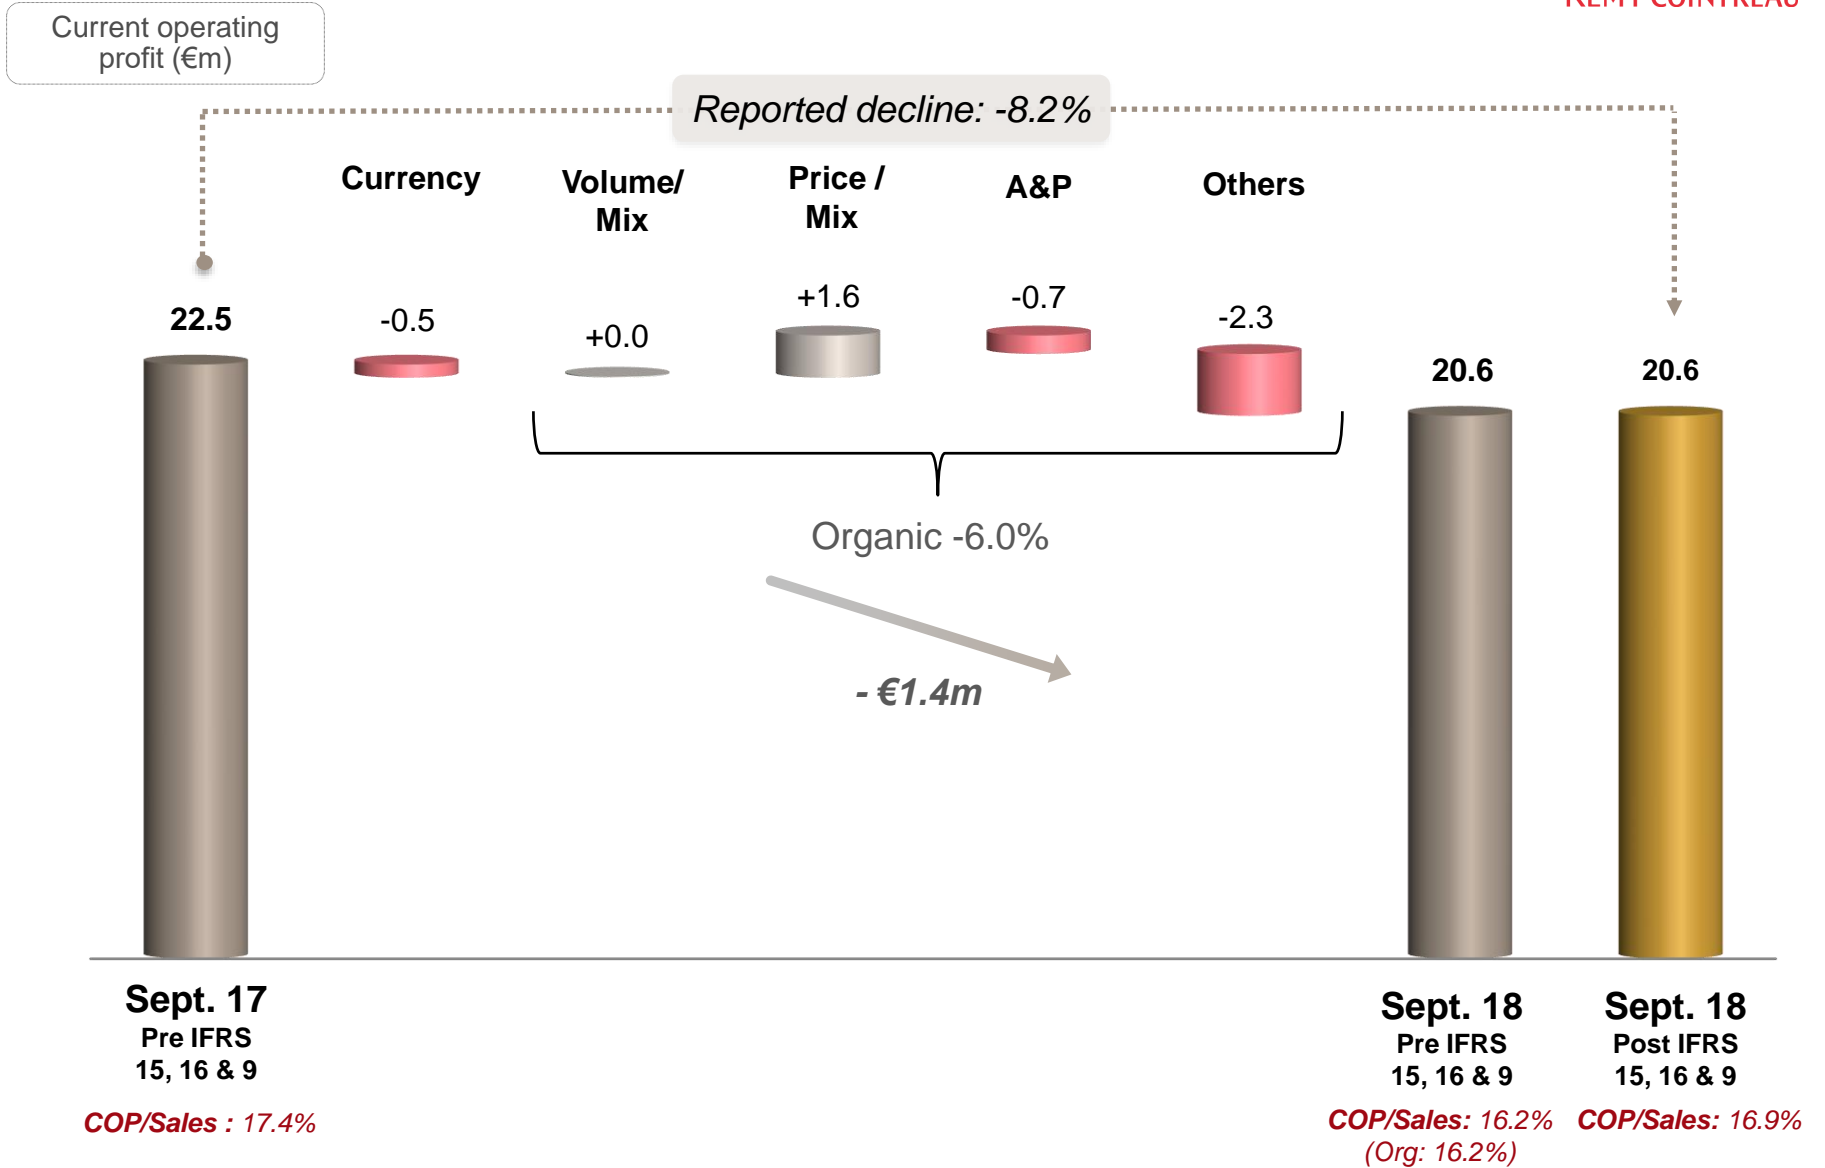 RÉMY COINTREAU
Current operating
profit (€m)
Reported decline: -8.2%
Currency
Volume/
Mix
Price /
Mix
A&P
Others
22.5
-0.5
+0.0
+1.6
-0.7
-2.3
20.6
20.6
Organic -6.0%
- €1.4m
Sept. 17
Pre IFRS
15, 16 & 9
COP/Sales : 17.4%
Sept. 18
Pre IFRS
15, 16 & 9
COP/Sales: 16.2%
(Org: 16.2%)
Sept. 18
Post IFRS
15, 16 & 9
COP/Sales: 16.9%